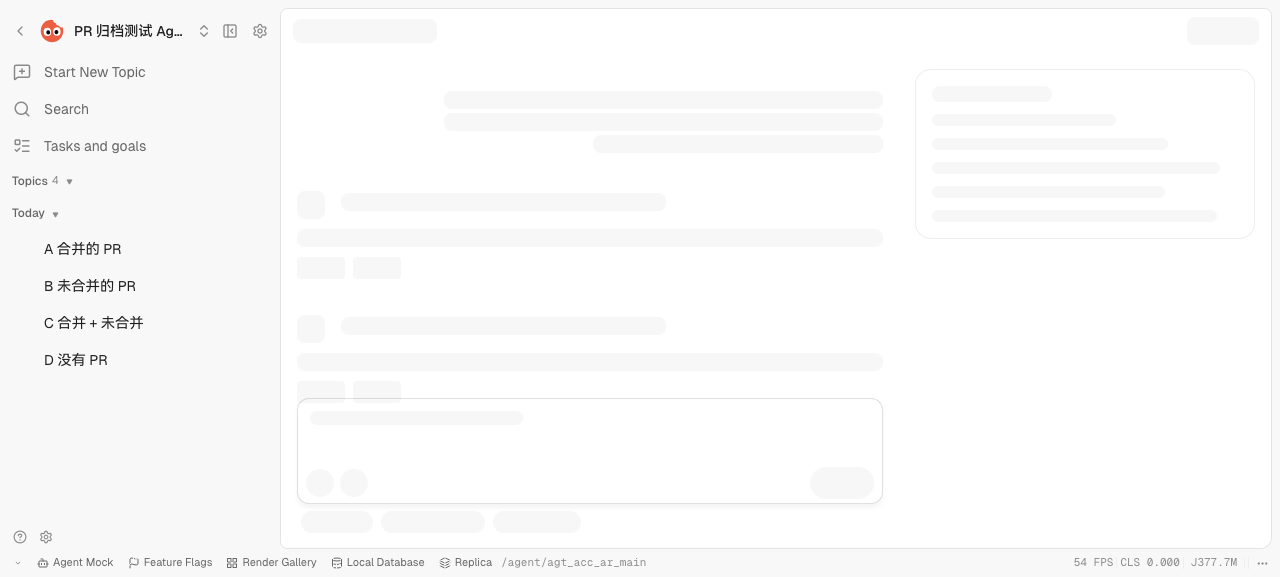 PR 归档测试 Ag...
Start New Topic
Search
Tasks and goals
Topics 4
Today
A 合并的 PR
B 未合并的 PR
C 合并 + 未合并
D 没有 PR
Agent Mock Feature Flags Render Gallery Local Database Replica /agent/agt_acc_ar_main 54 FPS CLS 0.000 J377.7M